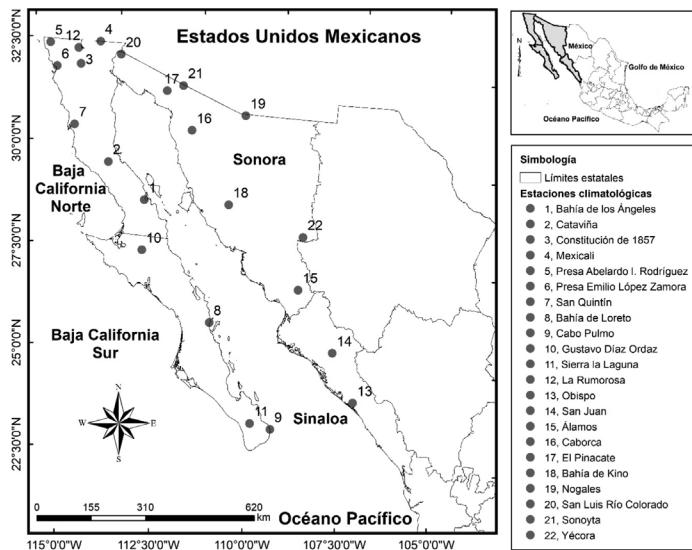 32°30'0"N
30°0'0"N
27°30'0"N
25°0'0"N
22°30'0"N
Estados Unidos Mexicanos
5
4
12
20
6
3
17
21
7
16
19
2
Sonora
Baja
California
Norte
1
18
10
22
15
8
Baja California
Sur
14
13
11
9
Sinaloa
N
W
E
S
0
155
310
620
km
Océano Pacífico
115°0'0"W
112°30'0"W
110°0'0"W
107°30'0"W
105°0'0"W
N
México
Golfo de México
Océano Pacífico
Simbología
Límites estatales
Estaciones climatológicas
1, Bahía de los Ángeles
2, Cataviña
3, Constitución de 1857
4, Mexicali
5, Presa Abelardo l. Rodríguez
6, Presa Emilio López Zamora
7, San Quintín
8, Bahía de Loreto
9, Cabo Pulmo
10, Gustavo Díaz Ordaz
11, Sierra la Laguna
12, La Rumorosa
13, Obispo
14, San Juan
15, Álamos
16, Caborca
17, El Pinacate
18, Bahía de Kino
19, Nogales
20, San Luis Río Colorado
21, Sonoyta
22, Yécora